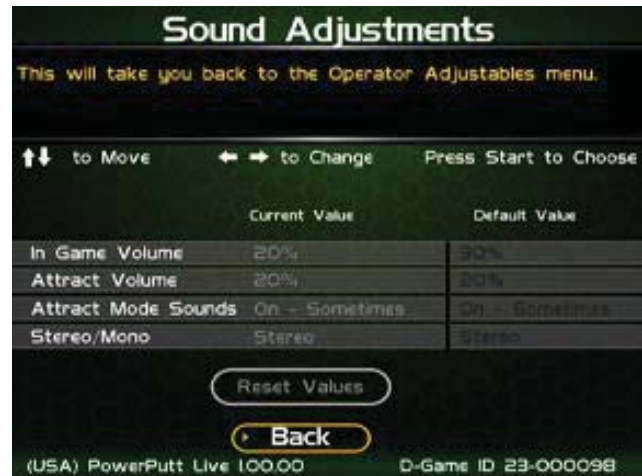 Sound Adjustments
This will take you back to the Operator Adjustables menu.
to Move to Change Press Start to Choose
Current Value Default Value
In Game Volume 20% 30%
Attract Volume 20% 20%
Attract Mode Sounds On - Sometimes On - Sometimes
Stereo/Mono Stereo Stereo
Reset Values
Back
(USA) PowerPutt Live 1.00.00 D-Game ID 23-000098